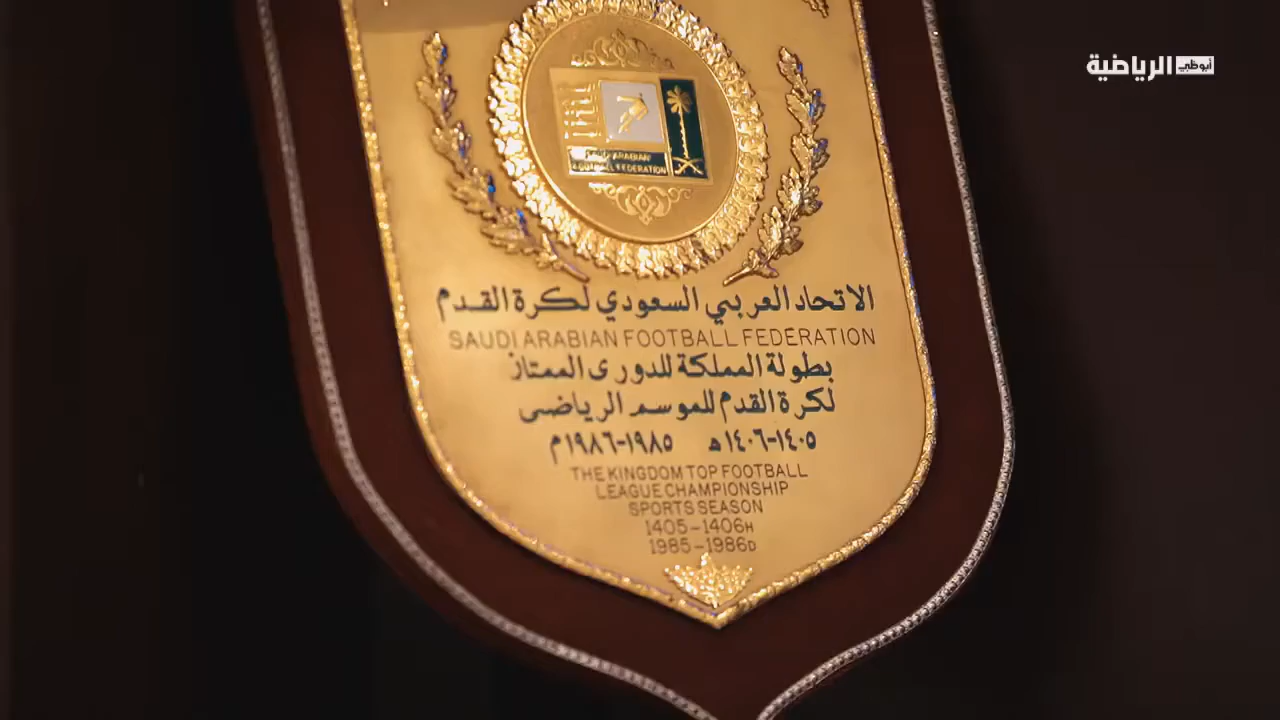 أبوظبي الرياضية
SAUDI ARABIAN
FOOTBALL FEDERATION
الاتحاد العربي السعودي لكرة القدم
SAUDI ARABIAN FOOTBALL FEDERATION
بطولة المملكة للدورى الممتاز
لكرة القدم للموسم الرياضى
١٤٠٥-١٤٠٦ه ١٩٨٥-١٩٨٦م
THE KINGDOM TOP FOOTBALL
LEAGUE CHAMPIONSHIP
SPORTS SEASON
1405-1406H
1985-1986D